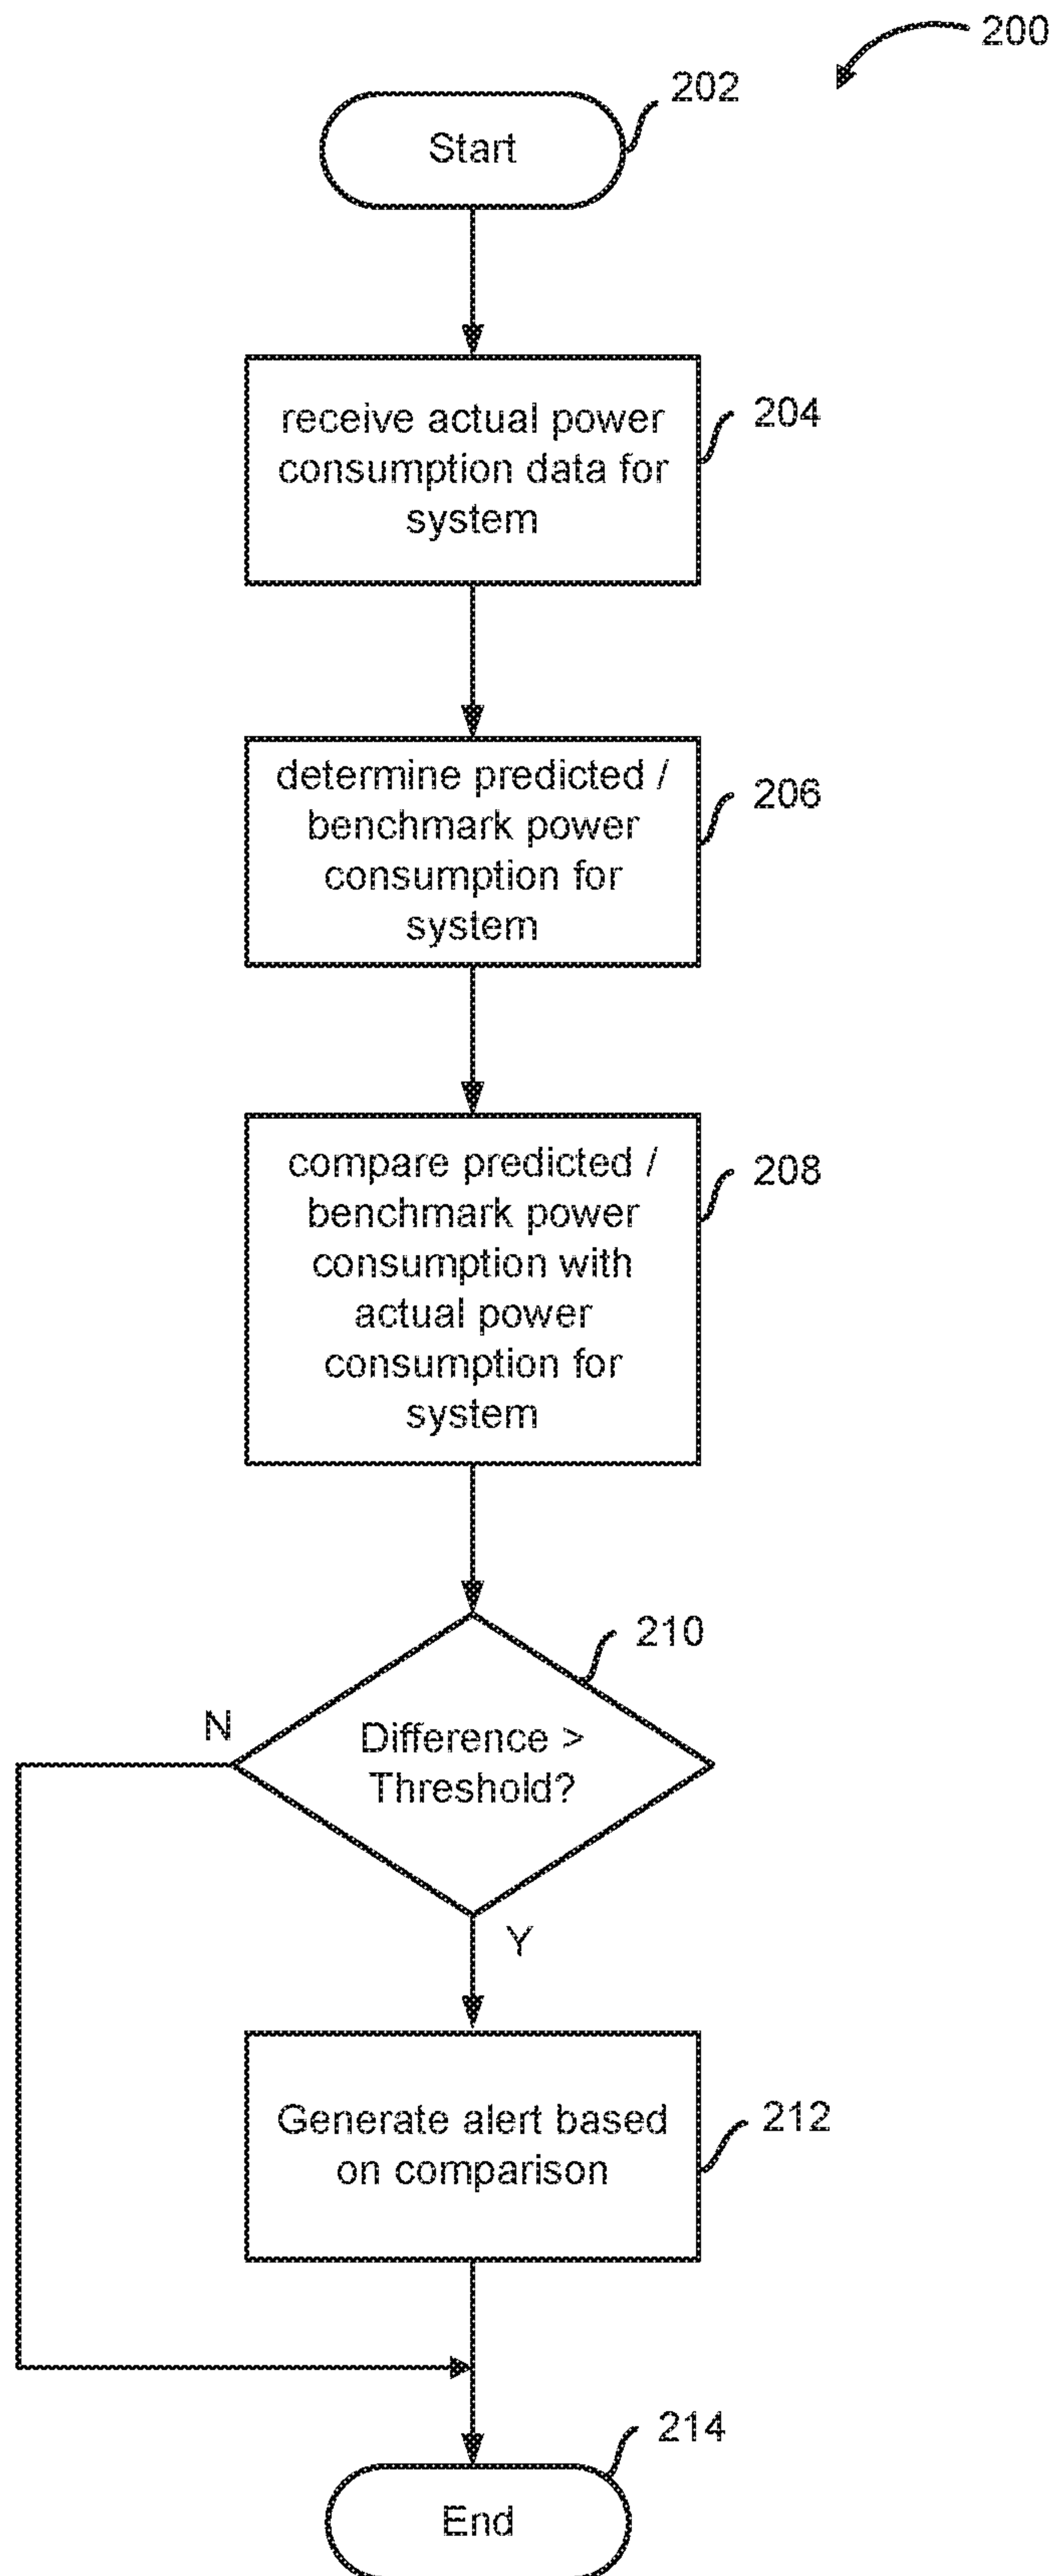 200
202
Start
receive actual power
consumption data for
system
204
determine predicted /
benchmark power
consumption for
system
206
compare predicted /
benchmark power
consumption with
actual power
consumption for
system
208
210
N
Difference >
Threshold?
Y
Generate alert based
on comparison
212
214
End